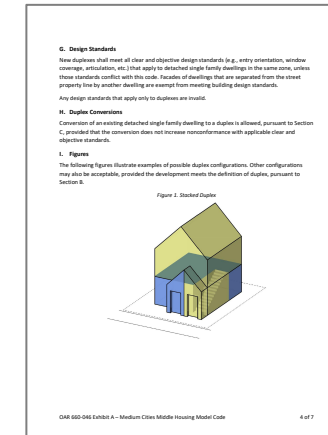 G. Design Standards
New duplexes shall meet all clear and objective design standards (e.g., entry orientation, window
coverage, articulation, etc.) that apply to detached single family dwellings in the same zone, unless
those standards conflict with this code. Facades of dwellings that are separated from the street
property line by another dwelling are exempt from meeting building design standards.
Any design standards that apply only to duplexes are invalid.
H. Duplex Conversions
Conversion of an existing detached single family dwelling to a duplex is allowed, pursuant to Section
C, provided that the conversion does not increase nonconformance with applicable clear and
objective standards.
I. Figures
The following figures illustrate examples of possible duplex configurations. Other configurations
may also be acceptable, provided the development meets the definition of duplex, pursuant to
Section B.
Figure 1. Stacked Duplex
OAR 660-046 Exhibit A – Medium Cities Middle Housing Model Code 4 of 7